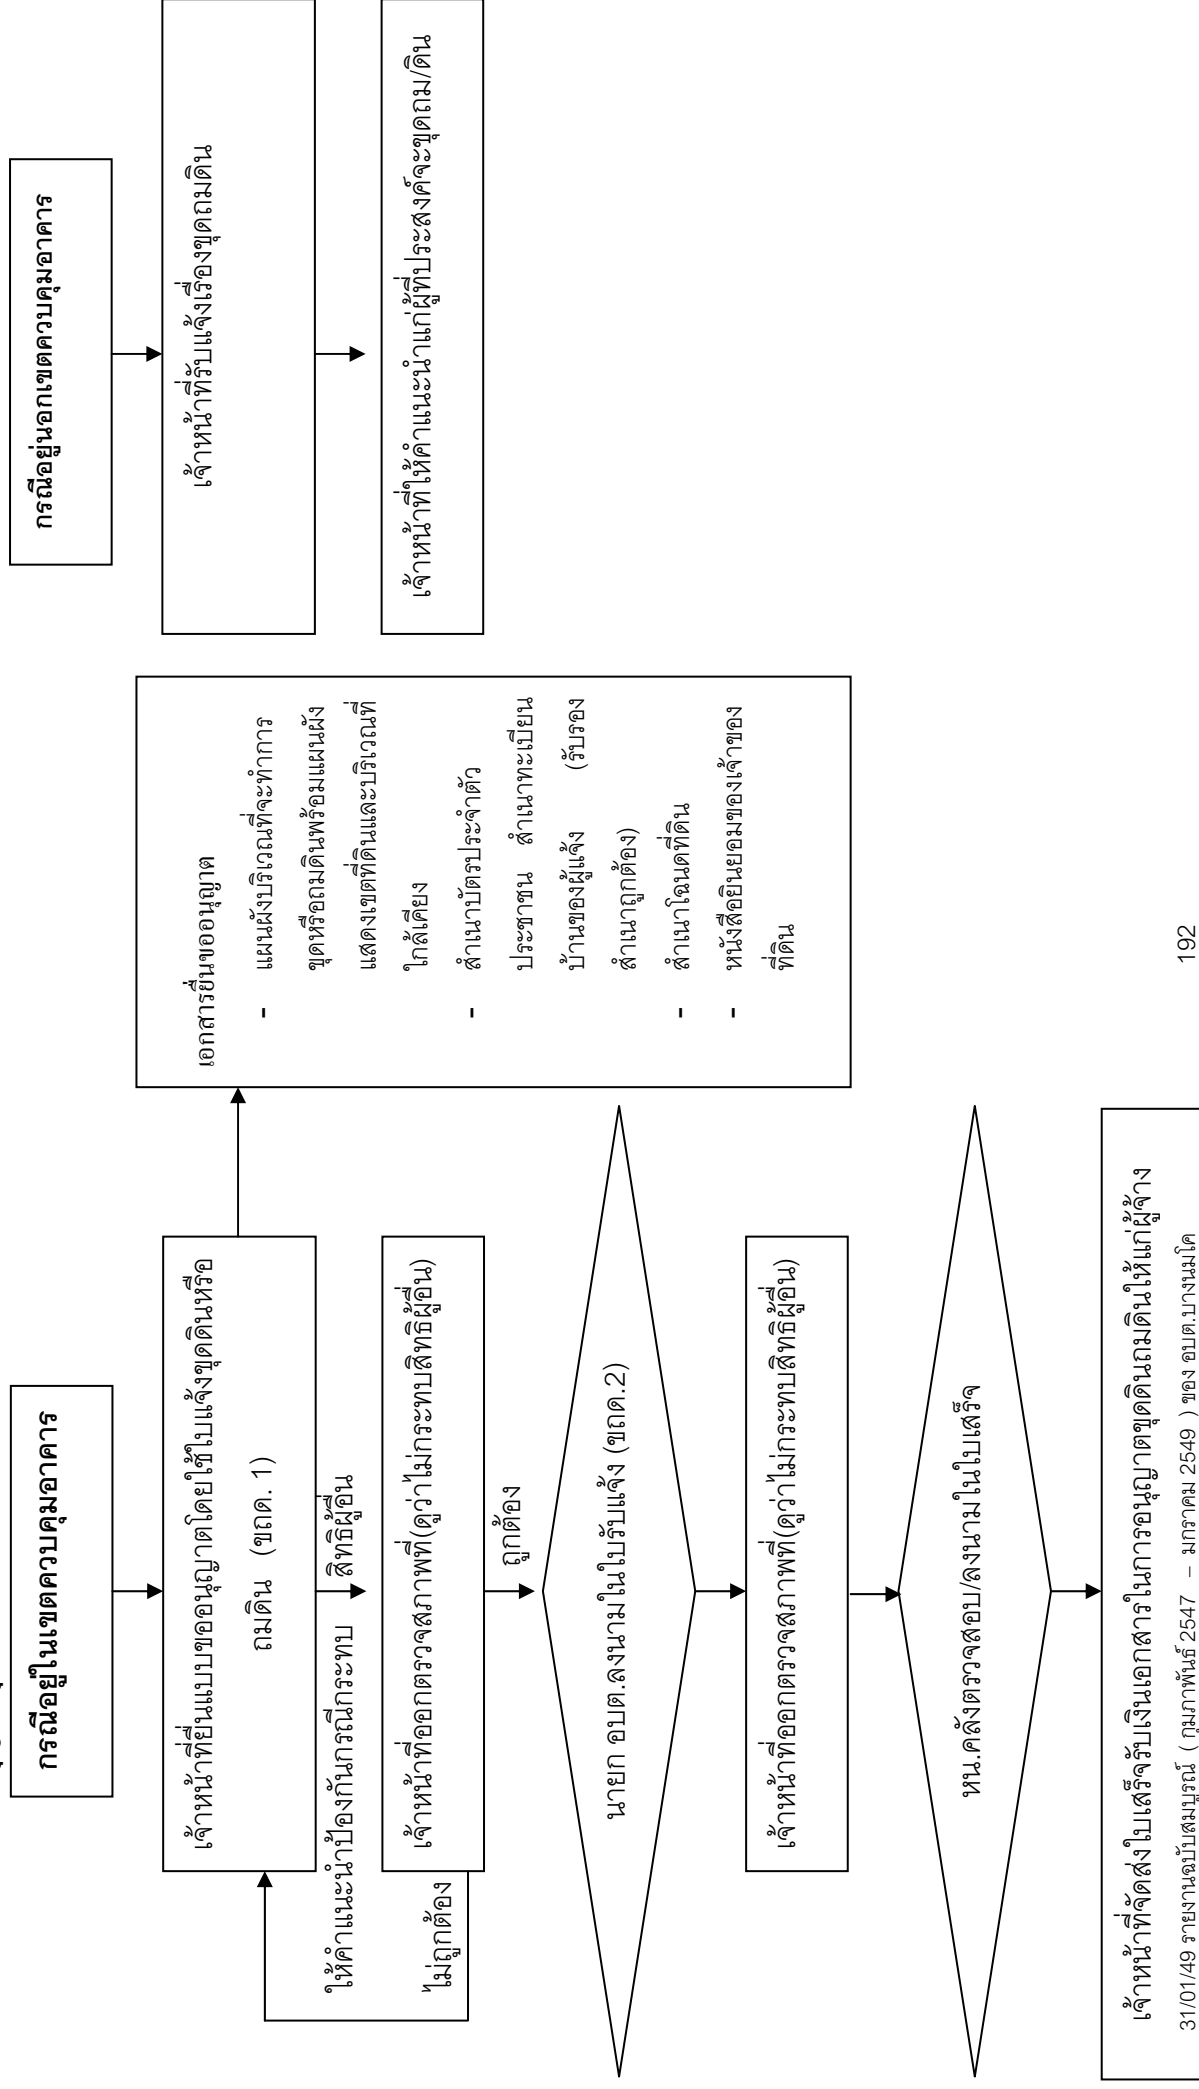 กรณีอยู่ในเขตควบคุมอาคาร
เจ้าหน้าที่ยื่นแบบขออนุญาตโดยใช้ใบแจ้งขุดดินหรือ
ถมดิน (ขถด. 1)
ให้คำแนะนำป้องกันกรณีกระทบ
สิทธิผู้อื่น
เจ้าหน้าที่ออกตรวจสภาพที่(ดูว่าไม่กระทบสิทธิผู้อื่น)
ไม่ถูกต้อง
ถูกต้อง
นายก อบต.ลงนามในใบรับแจ้ง (ขถด.2)
เจ้าหน้าที่ออกตรวจสภาพที่(ดูว่าไม่กระทบสิทธิผู้อื่น)
หน.คลังตรวจสอบ/ลงนามในใบเสร็จ
เจ้าหน้าที่จัดส่งใบเสร็จรับเงินเอกสารในการอนุญาตขุดดินถมดินให้แก่ผู้จ้าง
เอกสารยื่นขออนุญาต
- แผนผังบริเวณที่จะทำการ
ขุดหรือถมดินพร้อมแผนผัง
แสดงเขตที่ดินและบริเวณที่
ใกล้เคียง
- สำเนาบัตรประจำตัว
ประชาชน สำเนาทะเบียน
บ้านของผู้แจ้ง (รับรอง
สำเนาถูกต้อง)
- สำเนาโฉนดที่ดิน
- หนังสือยินยอมของเจ้าของ
ที่ดิน
กรณีอยู่นอกเขตควบคุมอาคาร
เจ้าหน้าที่รับแจ้งเรื่องขุดถมดิน
เจ้าหน้าที่ให้คำแนะนำแก่ผู้ที่ประสงค์จะขุดถม/ดิน
31/01/49 รายงานฉบับสมบูรณ์ ( กุมภาพันธ์ 2547 – มกราคม 2549 ) ของ อบต.บางนมโค
192